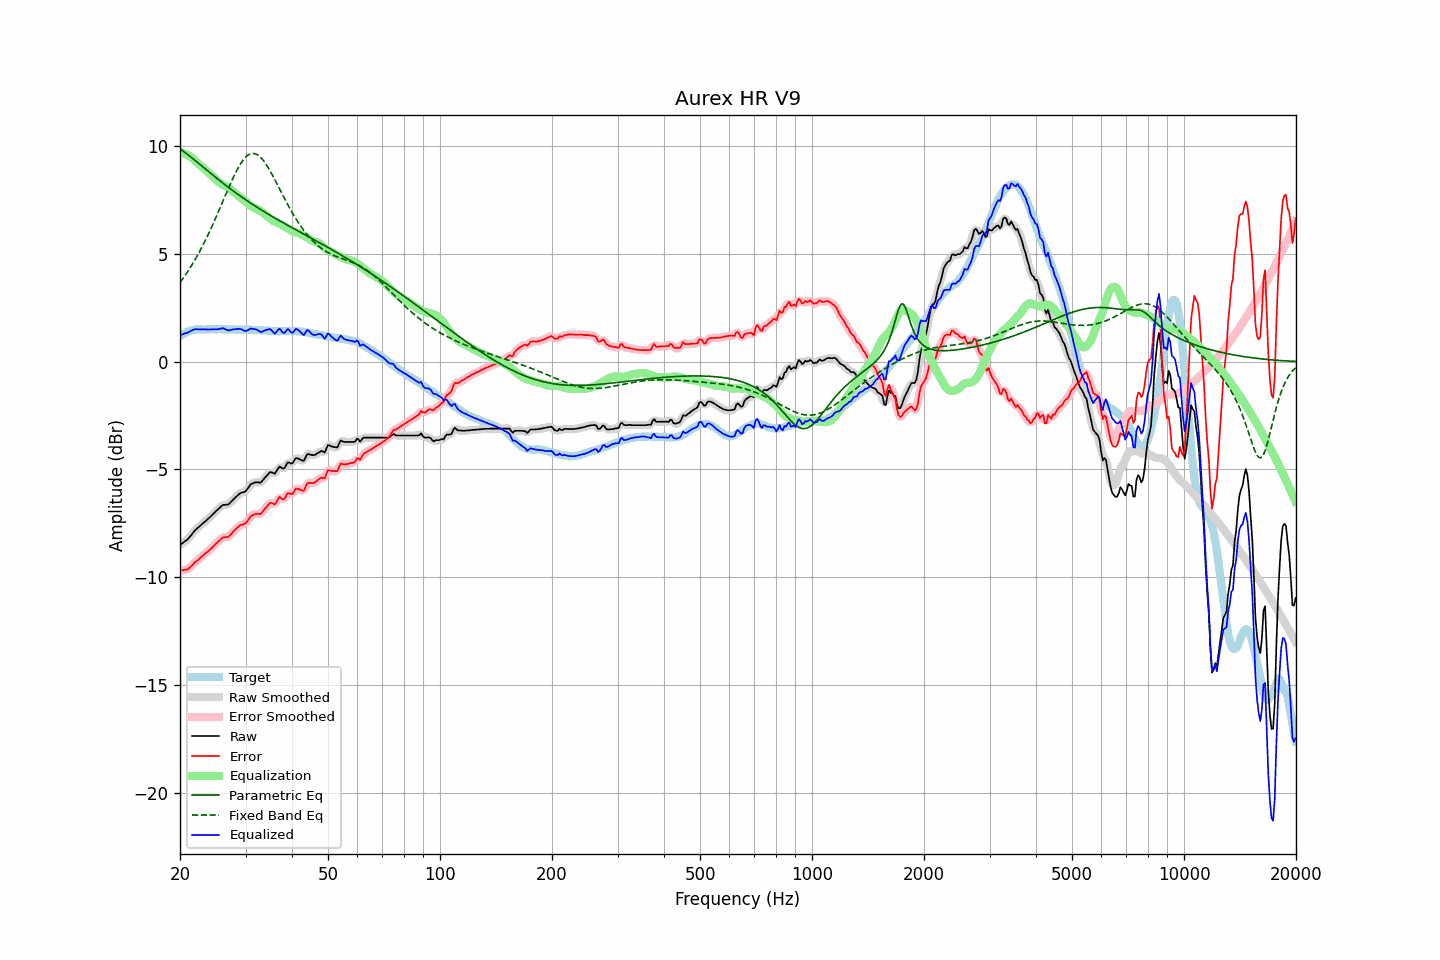 Aurex HR V9
Amplitude (dBr)
10
5
0
−5
−10
−15
−20
Target
Raw Smoothed
Error Smoothed
Raw
Error
Equalization
Parametric Eq
Fixed Band Eq
Equalized
20
50
100
200
500
1000
2000
5000
10000
20000
Frequency (Hz)